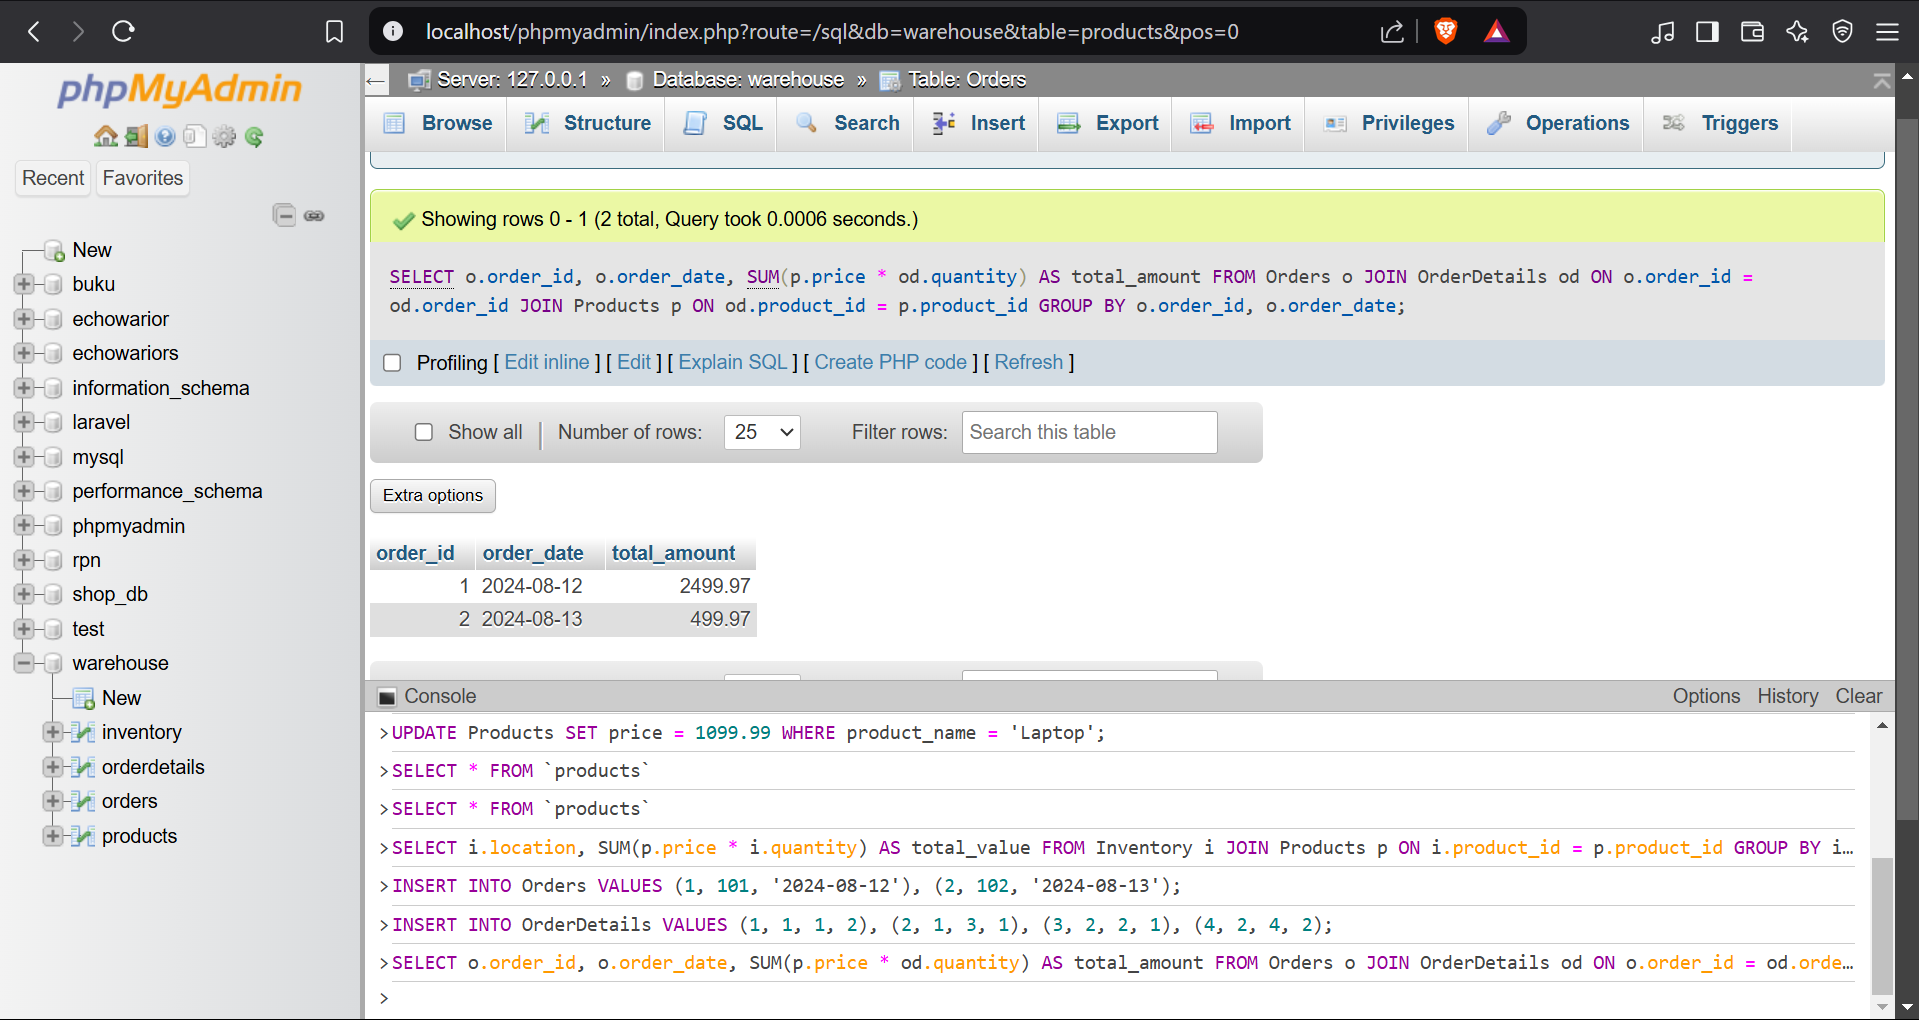 localhost/phpmyadmin/index.php?route=/sql&db=warehouse&table=products&pos=0
phpMyAdmin
Recent Favorites
New
buku
echowarior
echowariors
information_schema
laravel
mysql
performance_schema
phpmyadmin
rpn
shop_db
test
warehouse
New
inventory
orderdetails
orders
products
Server: 127.0.0.1 » Database: warehouse » Table: Orders
Browse Structure SQL Search Insert Export Import Privileges Operations Triggers
Showing rows 0 - 1 (2 total, Query took 0.0006 seconds.)
SELECT o.order_id, o.order_date, SUM(p.price * od.quantity) AS total_amount FROM Orders o JOIN OrderDetails od ON o.order_id =
od.order_id JOIN Products p ON od.product_id = p.product_id GROUP BY o.order_id, o.order_date;
Profiling [ Edit inline ] [ Edit ] [ Explain SQL ] [ Create PHP code ] [ Refresh ]
Show all Number of rows: 25 Filter rows: Search this table
Extra options
order_id order_date total_amount
1 2024-08-12 2499.97
2 2024-08-13 499.97
Console Options History Clear
>UPDATE Products SET price = 1099.99 WHERE product_name = 'Laptop';
>SELECT * FROM `products`
>SELECT * FROM `products`
>SELECT i.location, SUM(p.price * i.quantity) AS total_value FROM Inventory i JOIN Products p ON i.product_id = p.product_id GROUP BY i…
>INSERT INTO Orders VALUES (1, 101, '2024-08-12'), (2, 102, '2024-08-13');
>INSERT INTO OrderDetails VALUES (1, 1, 1, 2), (2, 1, 3, 1), (3, 2, 2, 1), (4, 2, 4, 2);
>SELECT o.order_id, o.order_date, SUM(p.price * od.quantity) AS total_amount FROM Orders o JOIN OrderDetails od ON o.order_id = od.orde…
>